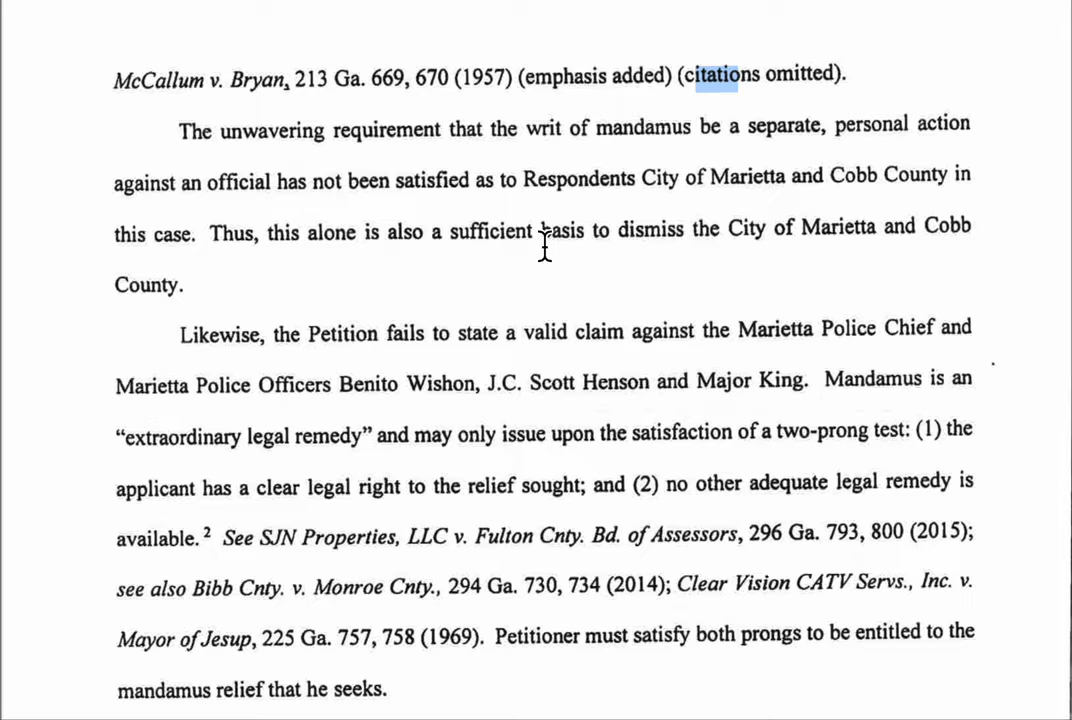 McCallum v. Bryan, 213 Ga. 669, 670 (1957) (emphasis added) (citations omitted).
The unwavering requirement that the writ of mandamus be a separate, personal action
against an official has not been satisfied as to Respondents City of Marietta and Cobb County in
this case. Thus, this alone is also a sufficient basis to dismiss the City of Marietta and Cobb
County.
Likewise, the Petition fails to state a valid claim against the Marietta Police Chief and
Marietta Police Officers Benito Wishon, J.C. Scott Henson and Major King. Mandamus is an
“extraordinary legal remedy” and may only issue upon the satisfaction of a two-prong test: (1) the
applicant has a clear legal right to the relief sought; and (2) no other adequate legal remedy is
available.² See SJN Properties, LLC v. Fulton Cnty. Bd. of Assessors, 296 Ga. 793, 800 (2015);
see also Bibb Cnty. v. Monroe Cnty., 294 Ga. 730, 734 (2014); Clear Vision CATV Servs., Inc. v.
Mayor of Jesup, 225 Ga. 757, 758 (1969). Petitioner must satisfy both prongs to be entitled to the
mandamus relief that he seeks.